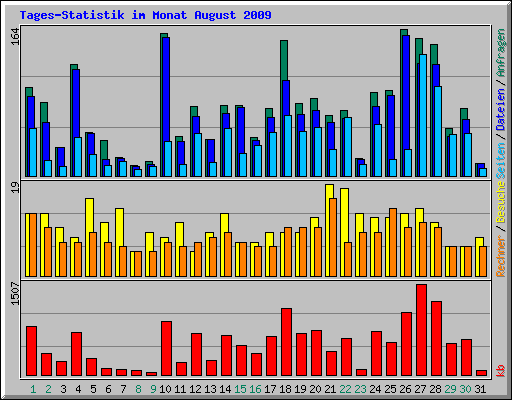 Tages-Statistik im Monat August 2009
164
19
1507
Rechner / Besuche
Seiten / Dateien / Anfragen
kb
1 2 3 4 5 6 7 8 9 10 11 12 13 14 15 16 17 18 19 20 21 22 23 24 25 26 27 28 29 30 31